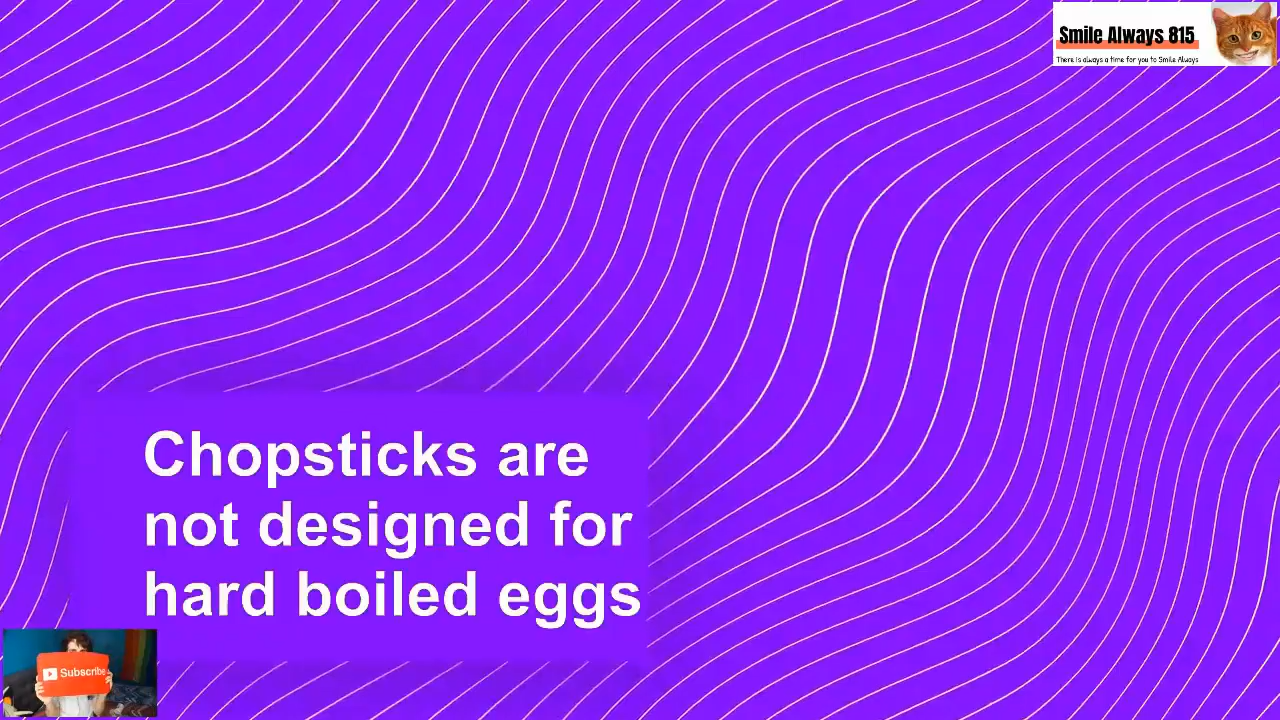 Smile Always 815
There is always a time for you to Smile Always
Chopsticks are
not designed for
hard boiled eggs
Subscribe